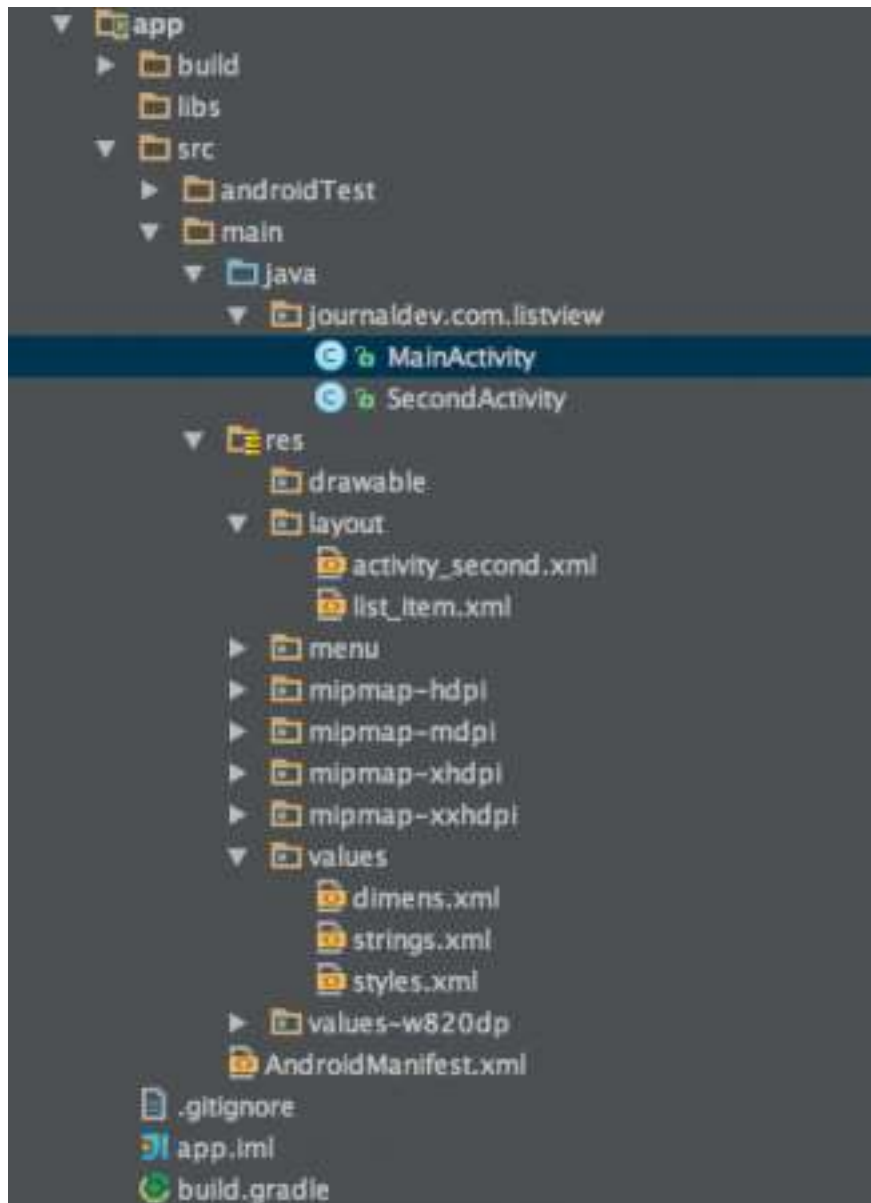 app
build
libs
src
androidTest
main
java
journaldev.com.listview
MainActivity
SecondActivity
res
drawable
layout
activity_second.xml
list_item.xml
menu
mipmap-hdpi
mipmap-mdpi
mipmap-xhdpi
mipmap-xxhdpi
values
dimens.xml
strings.xml
styles.xml
values-w820dp
AndroidManifest.xml
.gitignore
app.iml
build.gradle